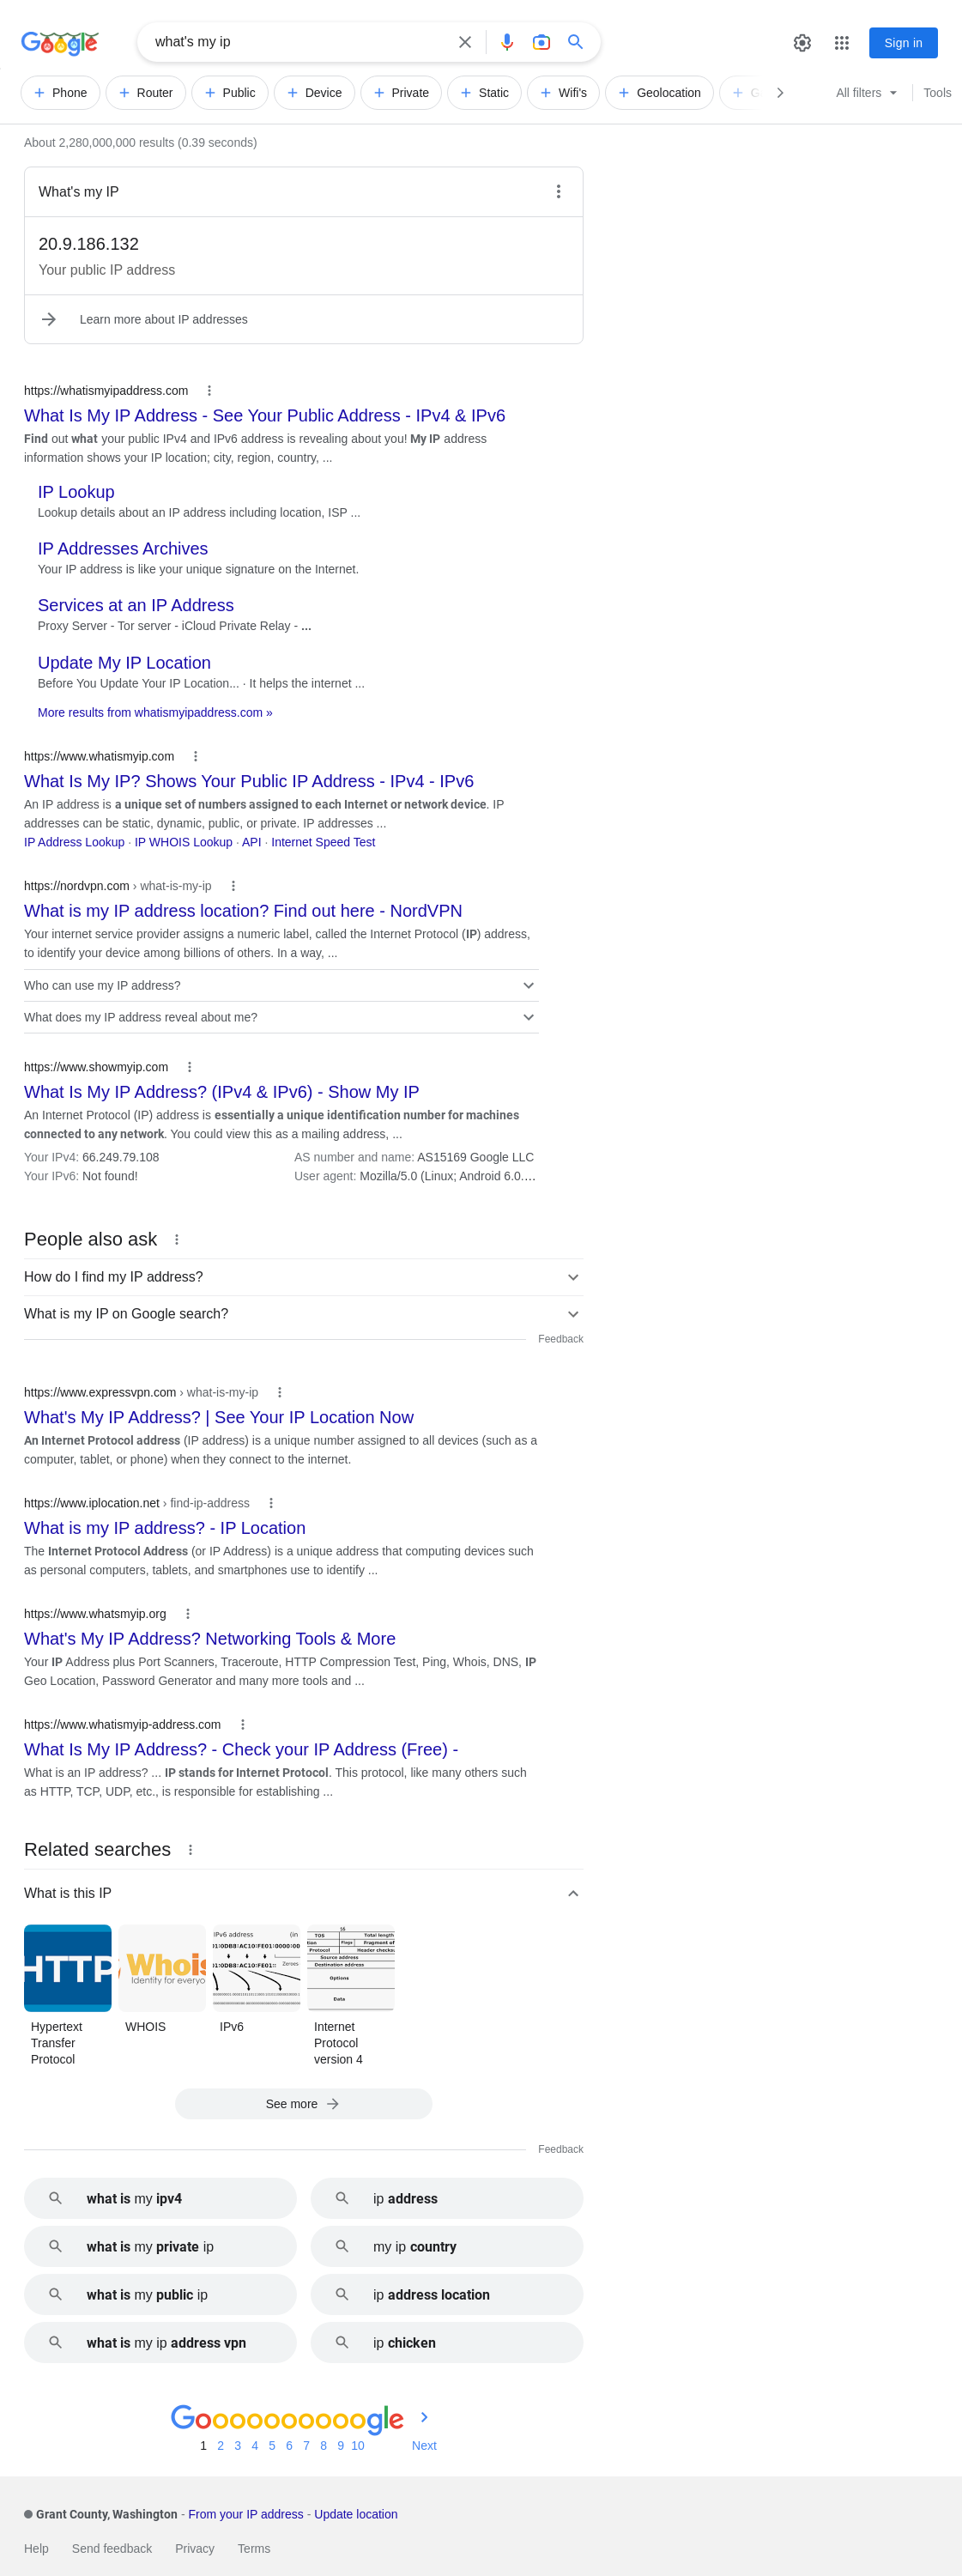 Google
what's my ip
Sign in
Phone
Router
Public
Device
Private
Static
Wifi's
Geolocation
All filters
Tools
About 2,280,000,000 results (0.39 seconds)
What's my IP
20.9.186.132
Your public IP address
Learn more about IP addresses
https://whatismyipaddress.com
What Is My IP Address - See Your Public Address - IPv4 & IPv6
Find out what your public IPv4 and IPv6 address is revealing about you! My IP address
information shows your IP location; city, region, country, ...
IP Lookup
Lookup details about an IP address including location, ISP ...
IP Addresses Archives
Your IP address is like your unique signature on the Internet.
Services at an IP Address
Proxy Server - Tor server - iCloud Private Relay - ...
Update My IP Location
Before You Update Your IP Location... · It helps the internet ...
More results from whatismyipaddress.com »
https://www.whatismyip.com
What Is My IP? Shows Your Public IP Address - IPv4 - IPv6
An IP address is a unique set of numbers assigned to each Internet or network device. IP
addresses can be static, dynamic, public, or private. IP addresses ...
IP Address Lookup · IP WHOIS Lookup · API · Internet Speed Test
https://nordvpn.com › what-is-my-ip
What is my IP address location? Find out here - NordVPN
Your internet service provider assigns a numeric label, called the Internet Protocol (IP) address,
to identify your device among billions of others. In a way, ...
Who can use my IP address?
What does my IP address reveal about me?
https://www.showmyip.com
What Is My IP Address? (IPv4 & IPv6) - Show My IP
An Internet Protocol (IP) address is essentially a unique identification number for machines
connected to any network. You could view this as a mailing address, ...
Your IPv4: 66.249.79.108 AS number and name: AS15169 Google LLC
Your IPv6: Not found! User agent: Mozilla/5.0 (Linux; Android 6.0....
People also ask
How do I find my IP address?
What is my IP on Google search?
Feedback
https://www.expressvpn.com › what-is-my-ip
What's My IP Address? | See Your IP Location Now
An Internet Protocol address (IP address) is a unique number assigned to all devices (such as a
computer, tablet, or phone) when they connect to the internet.
https://www.iplocation.net › find-ip-address
What is my IP address? - IP Location
The Internet Protocol Address (or IP Address) is a unique address that computing devices such
as personal computers, tablets, and smartphones use to identify ...
https://www.whatsmyip.org
What's My IP Address? Networking Tools & More
Your IP Address plus Port Scanners, Traceroute, HTTP Compression Test, Ping, Whois, DNS, IP
Geo Location, Password Generator and many more tools and ...
https://www.whatismyip-address.com
What Is My IP Address? - Check your IP Address (Free) -
What is an IP address? ... IP stands for Internet Protocol. This protocol, like many others such
as HTTP, TCP, UDP, etc., is responsible for establishing ...
Related searches
What is this IP
HTTP
Whois
Identity for everyo
IPv6 address (in
Zeroes
TOS Total length
Flags Fragment of
Protocol Header checks
Source address
Destination address
Options
Data
Hypertext
Transfer
Protocol
WHOIS
IPv6
Internet
Protocol
version 4
See more
Feedback
what is my ipv4
ip address
what is my private ip
my ip country
what is my public ip
ip address location
what is my ip address vpn
ip chicken
Goooooooooogle
1 2 3 4 5 6 7 8 9 10 Next
Grant County, Washington - From your IP address - Update location
Help Send feedback Privacy Terms